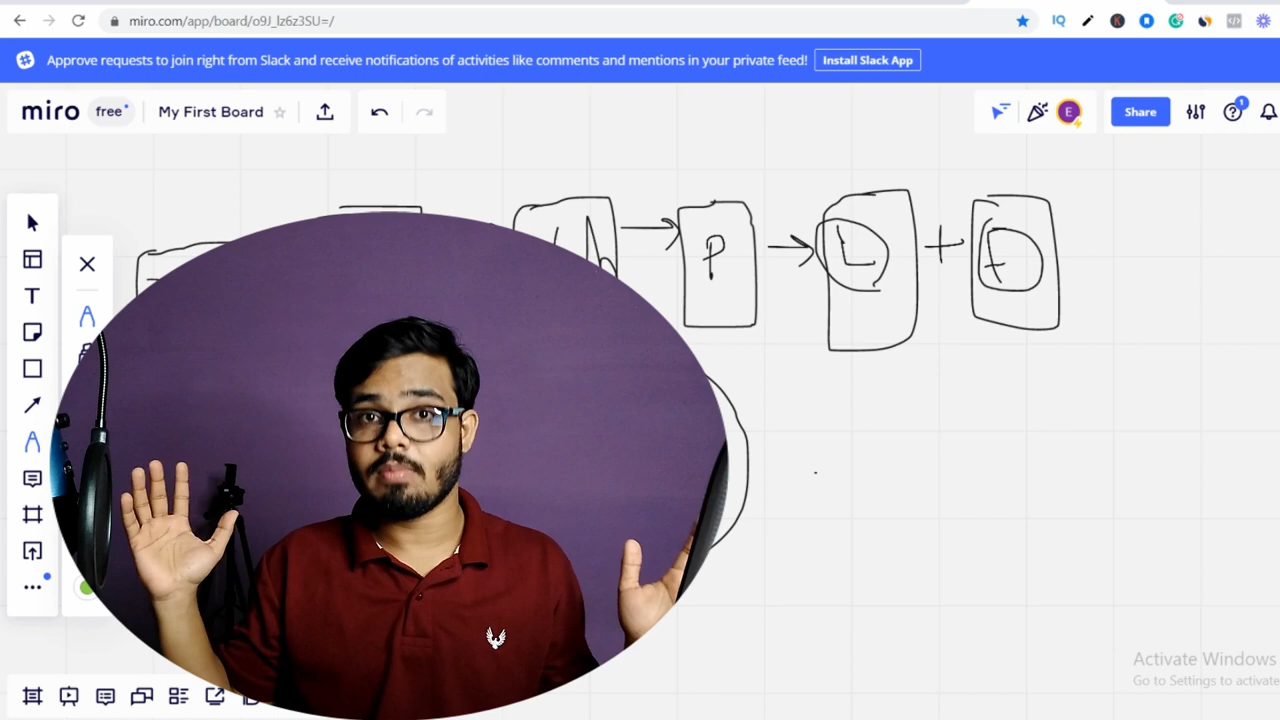 miro.com/app/board/o9J_lz6z3SU=/
IQ
K
Approve requests to join right from Slack and receive notifications of activities like comments and mentions in your private feed!
Install Slack App
miro
free
My First Board
E
Share
1
T
P
L
+
F
Activate Windows
Go to Settings to activate